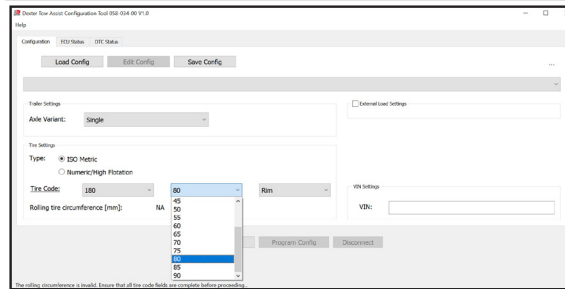 Dexter Tow Assist Configuration Tool 058-034-00 V1.0
Help
Configuration ECU Status DTC Status
Load Config Edit Config Save Config ...
Trailer Settings
External Load Settings
Axle Variant: Single
Tire Settings
Type: ISO Metric
Numeric/High Flotation
Tire Code: 180 80 Rim
VIN Settings
Rolling tire circumference [mm]: NA
VIN:
45
50
55
60
65
70
75
80
85
90
Program Config Disconnect
The rolling circumference is invalid. Ensure that all tire code fields are complete before proceeding...